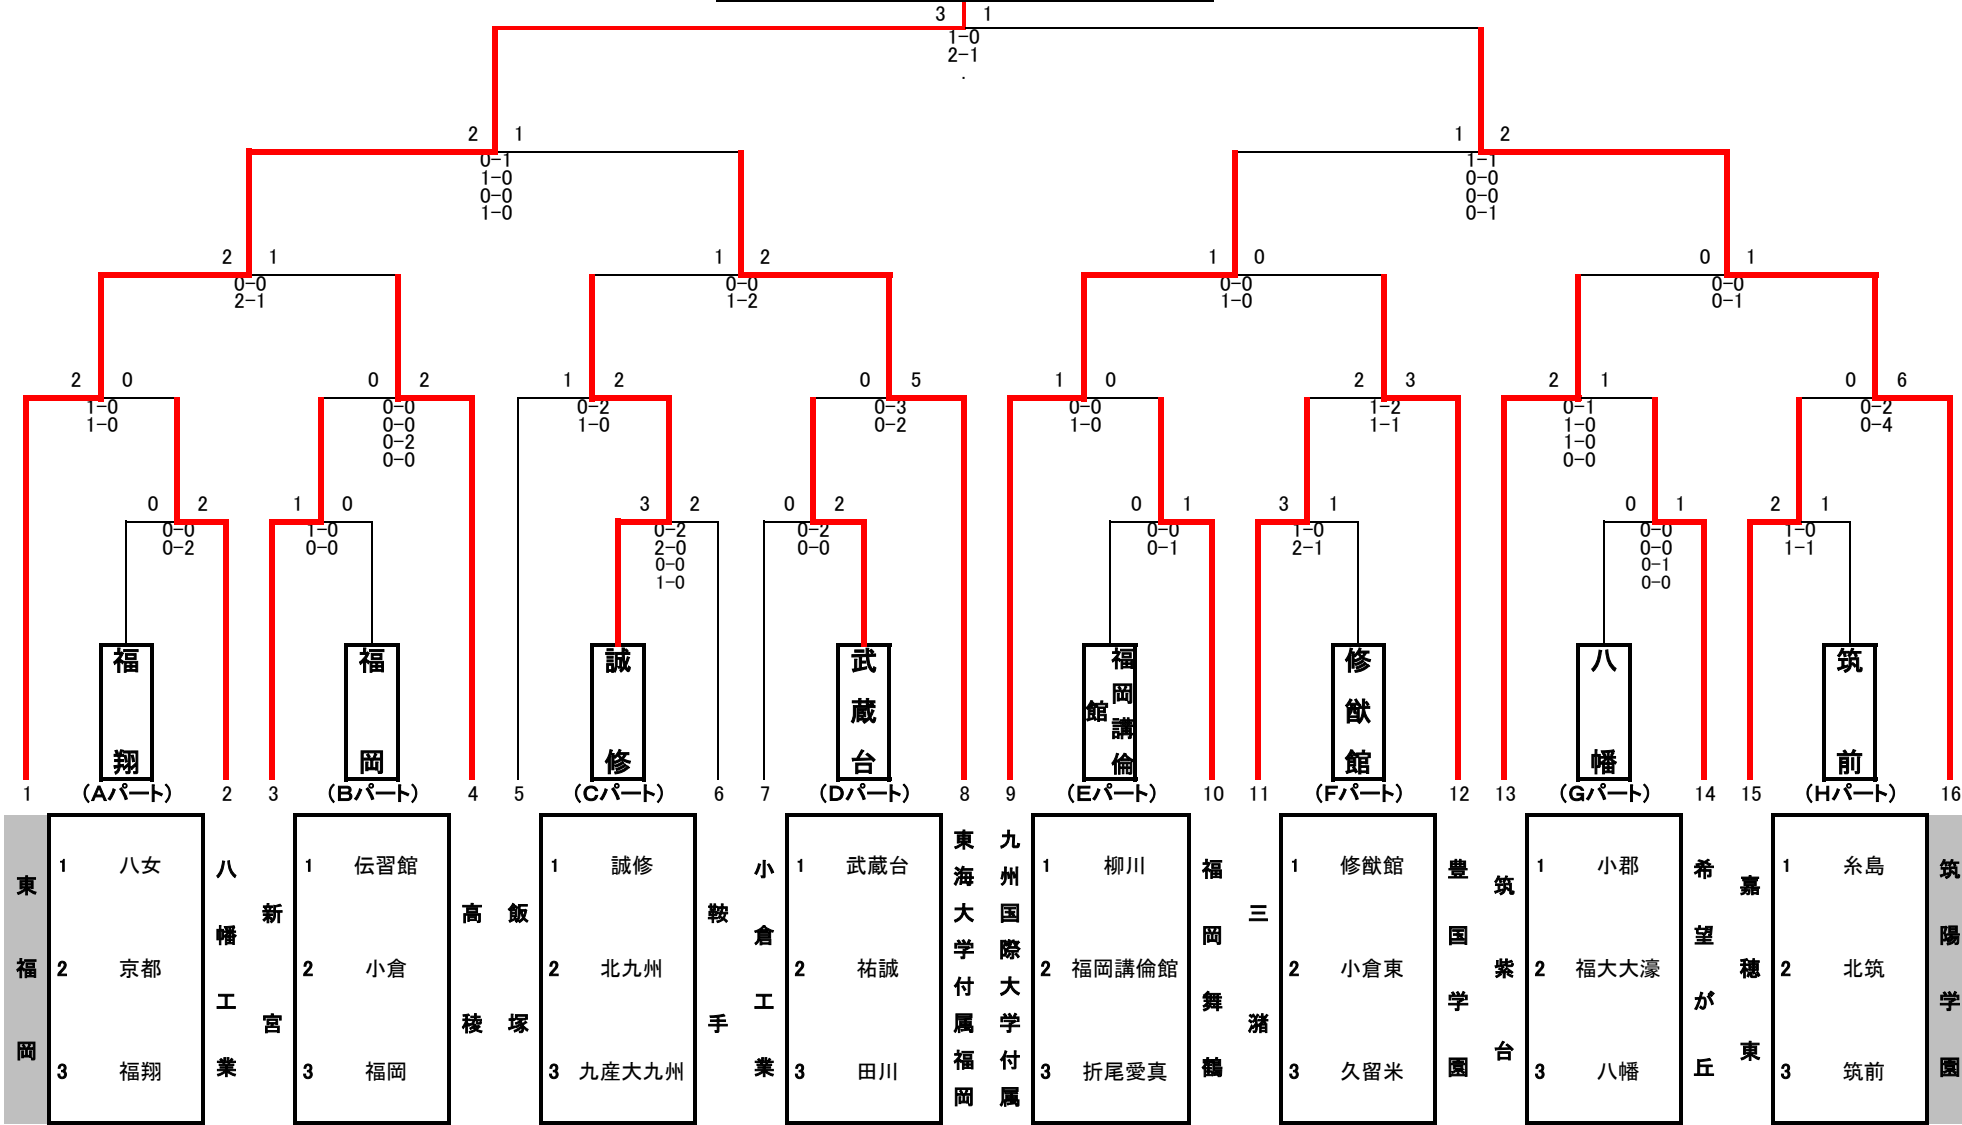 3 1
1-0
2-1
.
2 1
0-1
1-0
0-0
1-0
1 2
1-1
0-0
0-0
0-1
2 1
0-0
2-1
1 2
0-0
1-2
1 0
0-0
1-0
0 1
0-0
0-1
2 0
1-0
1-0
0 2
0-0
0-0
0-2
0-0
1 2
0-2
1-0
0 5
0-3
0-2
1 0
0-0
1-0
2 3
1-2
1-1
2 1
0-1
1-0
1-0
0-0
0 6
0-2
0-4
0 2
0-0
0-2
1 0
1-0
0-0
3 2
0-2
2-0
0-0
1-0
0 2
0-2
0-0
0 1
0-0
0-1
3 1
1-0
2-1
0 1
0-0
0-0
0-1
0-0
2 1
1-0
1-1
福翔
福岡
誠修
武蔵台
福岡講倫館
修猷館
八幡
筑前
1 (Aパート) 2 3 (Bパート) 4 5 (Cパート) 6 7 (Dパート) 8 9 (Eパート) 10 11 (Fパート) 12 13 (Gパート) 14 15 (Hパート) 16
東福岡
1 八女
2 京都
3 福翔
八幡工業
新宮
1 伝習館
2 小倉
3 福岡
高稜
飯塚
1 誠修
2 北九州
3 九産大九州
鞍手
小倉工業
1 武蔵台
2 祐誠
3 田川
東海大学付属福岡
九州国際大学付属
1 柳川
2 福岡講倫館
3 折尾愛真
福岡舞鶴
三潴
1 修猷館
2 小倉東
3 久留米
豊国学園
筑紫台
1 小郡
2 福大大濠
3 八幡
希望が丘
嘉穂東
1 糸島
2 北筑
3 筑前
筑陽学園